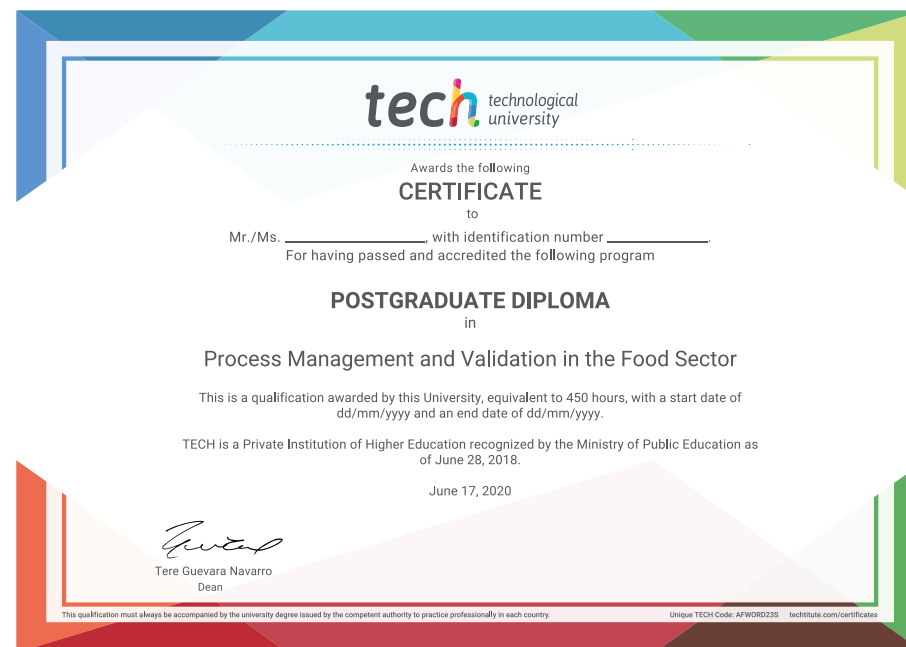 tech technological
university
Awards the following
CERTIFICATE
to
Mr./Ms. ____________________, with identification number ______________.
For having passed and accredited the following program
POSTGRADUATE DIPLOMA
in
Process Management and Validation in the Food Sector
This is a qualification awarded by this University, equivalent to 450 hours, with a start date of
dd/mm/yyyy and an end date of dd/mm/yyyy.
TECH is a Private Institution of Higher Education recognized by the Ministry of Public Education as
of June 28, 2018.
June 17, 2020
Tere Guevara Navarro
Dean
This qualification must always be accompanied by the university degree issued by the competent authority to practice professionally in each country. Unique TECH Code: AFWORD23S techtitute.com/certificates